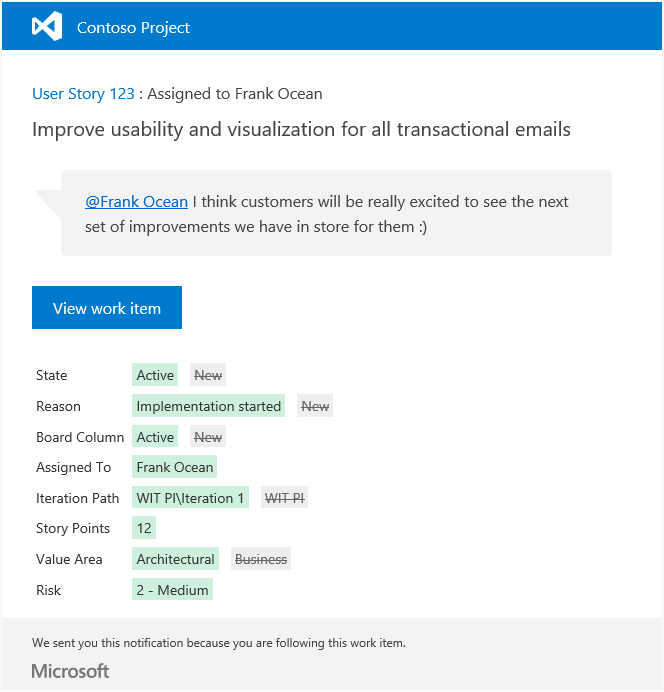 Contoso Project
User Story 123 : Assigned to Frank Ocean
Improve usability and visualization for all transactional emails
@Frank Ocean I think customers will be really excited to see the next
set of improvements we have in store for them :)
View work item
State Active New
Reason Implementation started New
Board Column Active New
Assigned To Frank Ocean
Iteration Path WIT PI\Iteration 1 WIT PI
Story Points 12
Value Area Architectural Business
Risk 2 - Medium
We sent you this notification because you are following this work item.
Microsoft